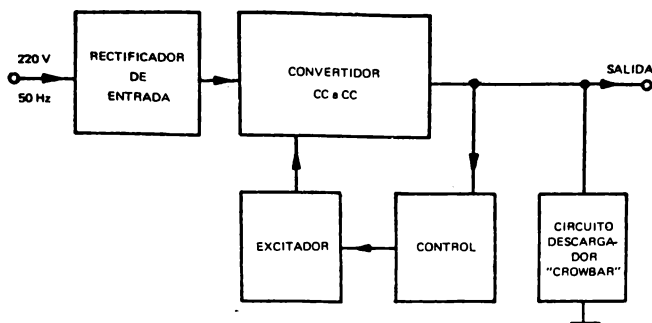 220 V
50 Hz
RECTIFICADOR
DE
ENTRADA
CONVERTIDOR
CC a CC
SALIDA
EXCITADOR
CONTROL
CIRCUITO
DESCARGA-
DOR
"CROWBAR"